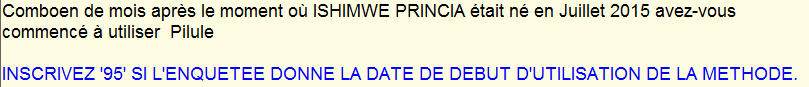 Comboen de mois après le moment où ISHIMWE PRINCIA était né en Juillet 2015 avez-vous
commencé à utiliser  Pilule
INSCRIVEZ '95' SI L'ENQUETEE DONNE LA DATE DE DEBUT D'UTILISATION DE LA METHODE.